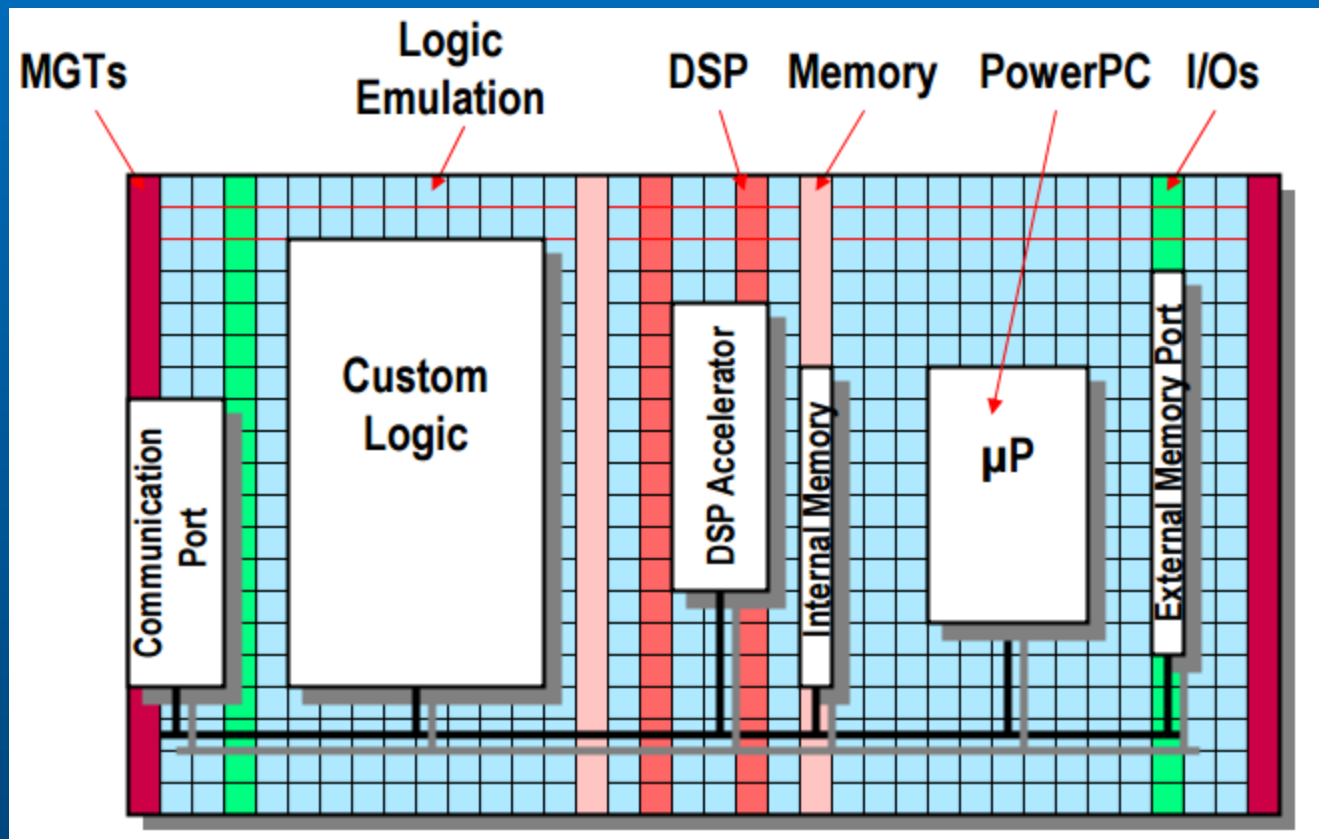 MGTs
Logic
Emulation
DSP
Memory
PowerPC
I/Os
Communication
Port
Custom
Logic
DSP Accelerator
Internal Memory
µP
External Memory Port